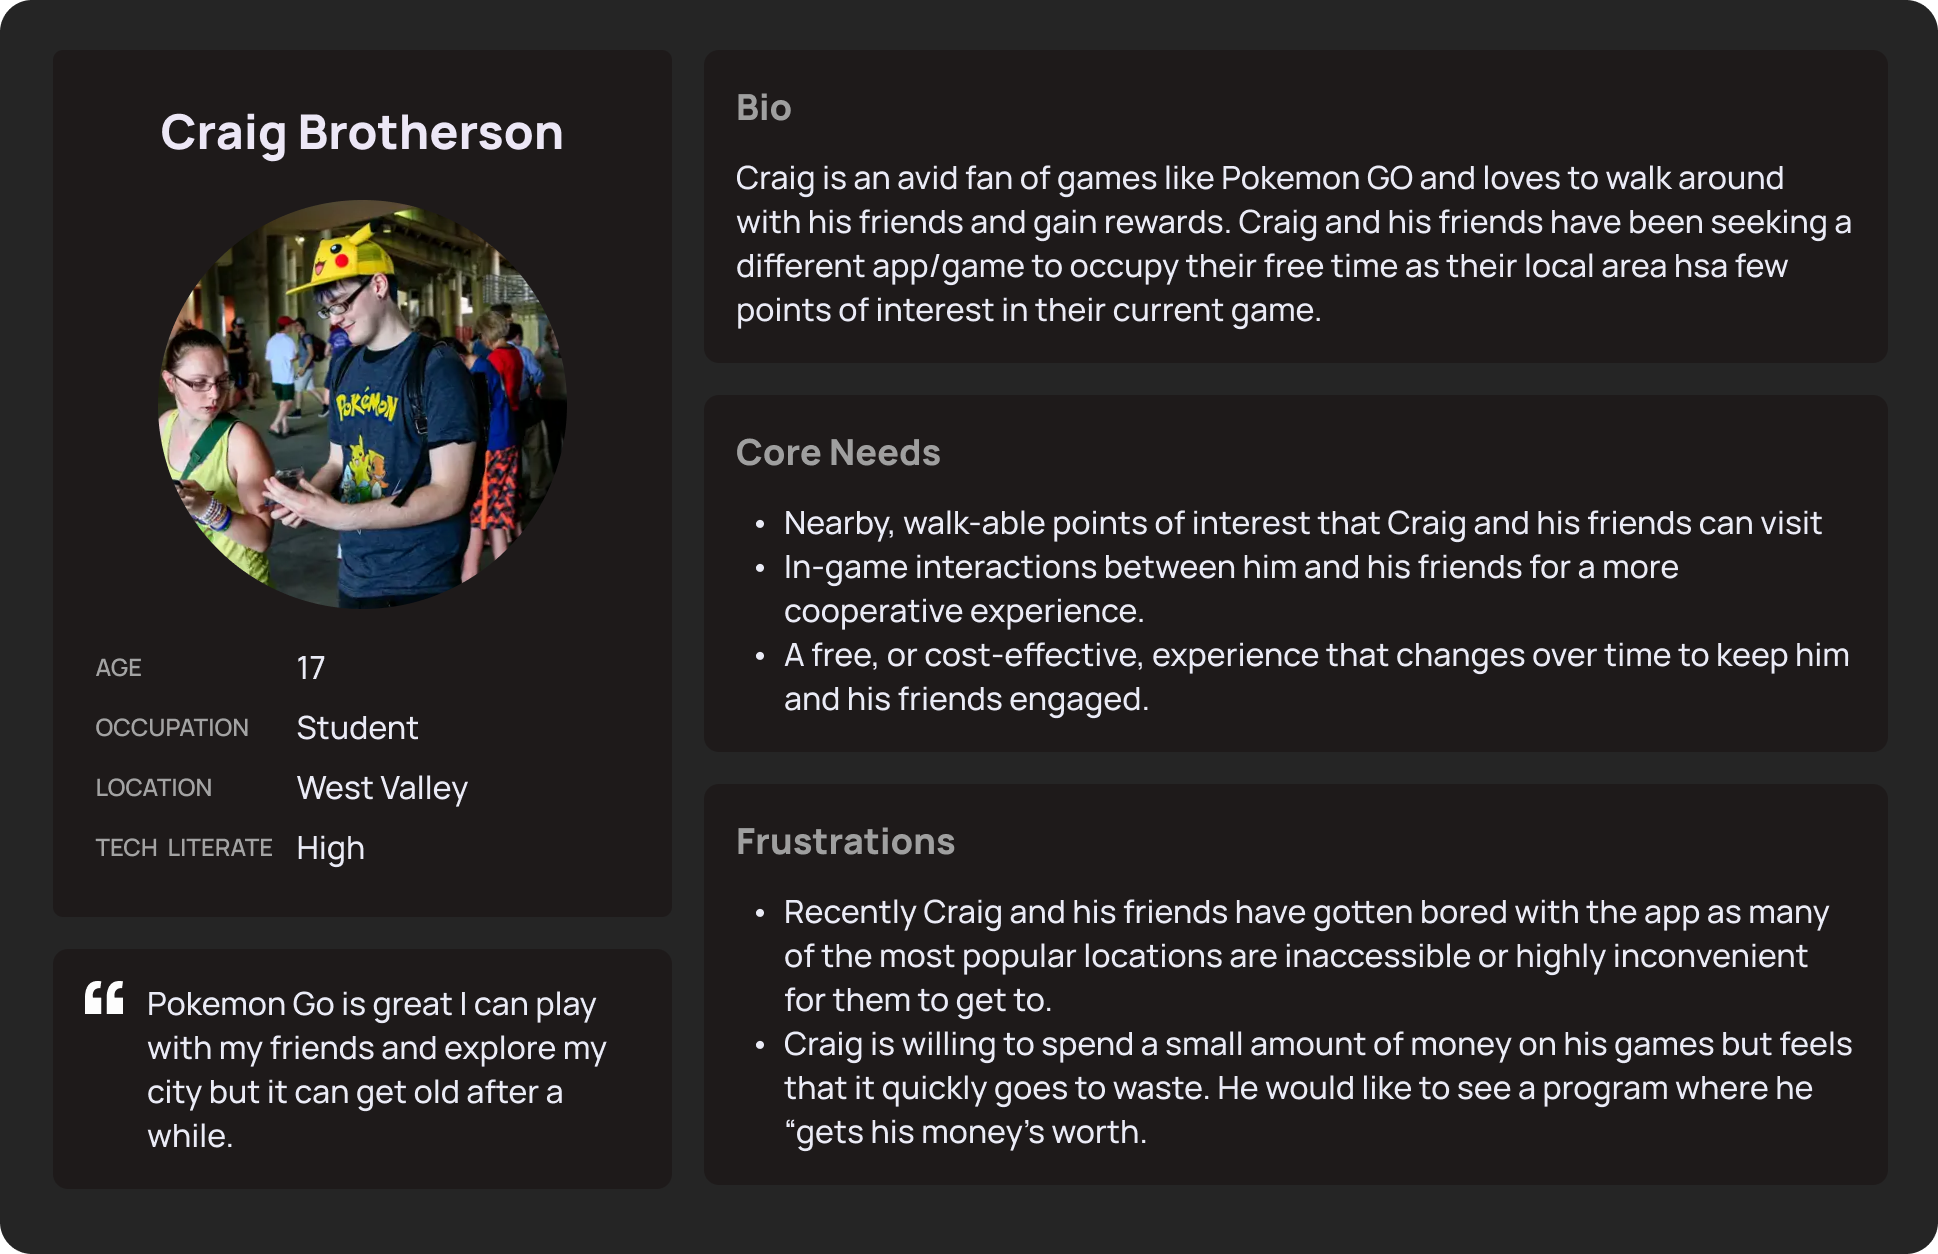 Craig Brotherson
POKéMON
AGE 17
OCCUPATION Student
LOCATION West Valley
TECH LITERATE High
“ Pokemon Go is great I can play
with my friends and explore my
city but it can get old after a
while.
Bio
Craig is an avid fan of games like Pokemon GO and loves to walk around
with his friends and gain rewards. Craig and his friends have been seeking a
different app/game to occupy their free time as their local area hsa few
points of interest in their current game.
Core Needs
• Nearby, walk-able points of interest that Craig and his friends can visit
• In-game interactions between him and his friends for a more
cooperative experience.
• A free, or cost-effective, experience that changes over time to keep him
and his friends engaged.
Frustrations
• Recently Craig and his friends have gotten bored with the app as many
of the most popular locations are inaccessible or highly inconvenient
for them to get to.
• Craig is willing to spend a small amount of money on his games but feels
that it quickly goes to waste. He would like to see a program where he
“gets his money’s worth.